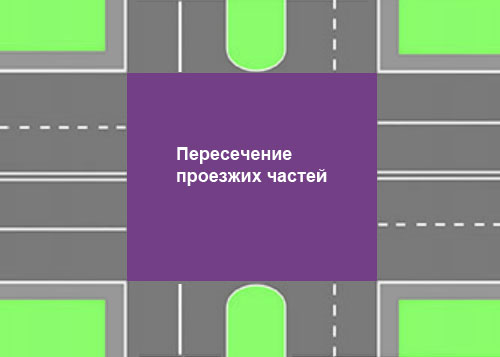 Пересечение
проезжих частей